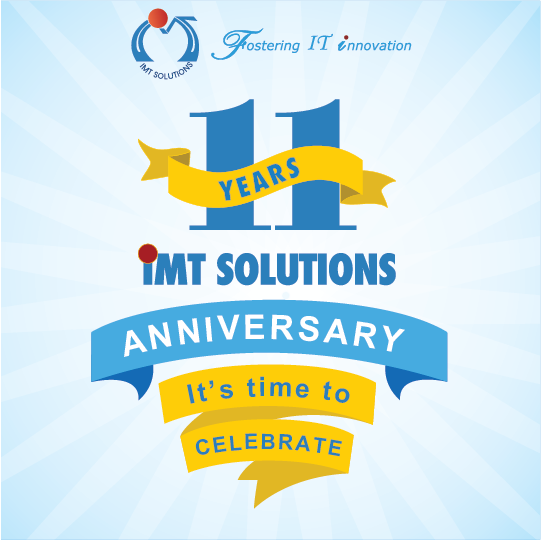 iMT SOLUTIONS
Fostering IT innovation
11
YEARS
iMT SOLUTIONS
ANNIVERSARY
It's time to
CELEBRATE